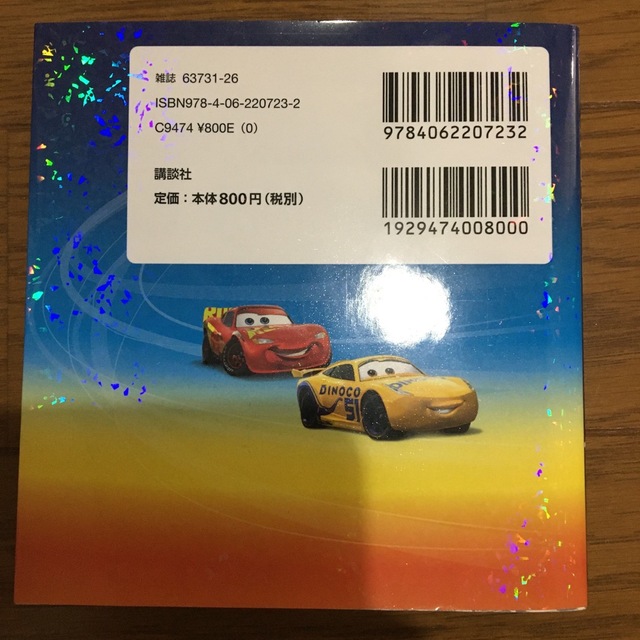 雑誌 63731-26
ISBN978-4-06-220723-2
C9474 ¥800E (0)
9784062207232
講談社
定価：本体800円(税別)
1929474008000
DINOCO
51